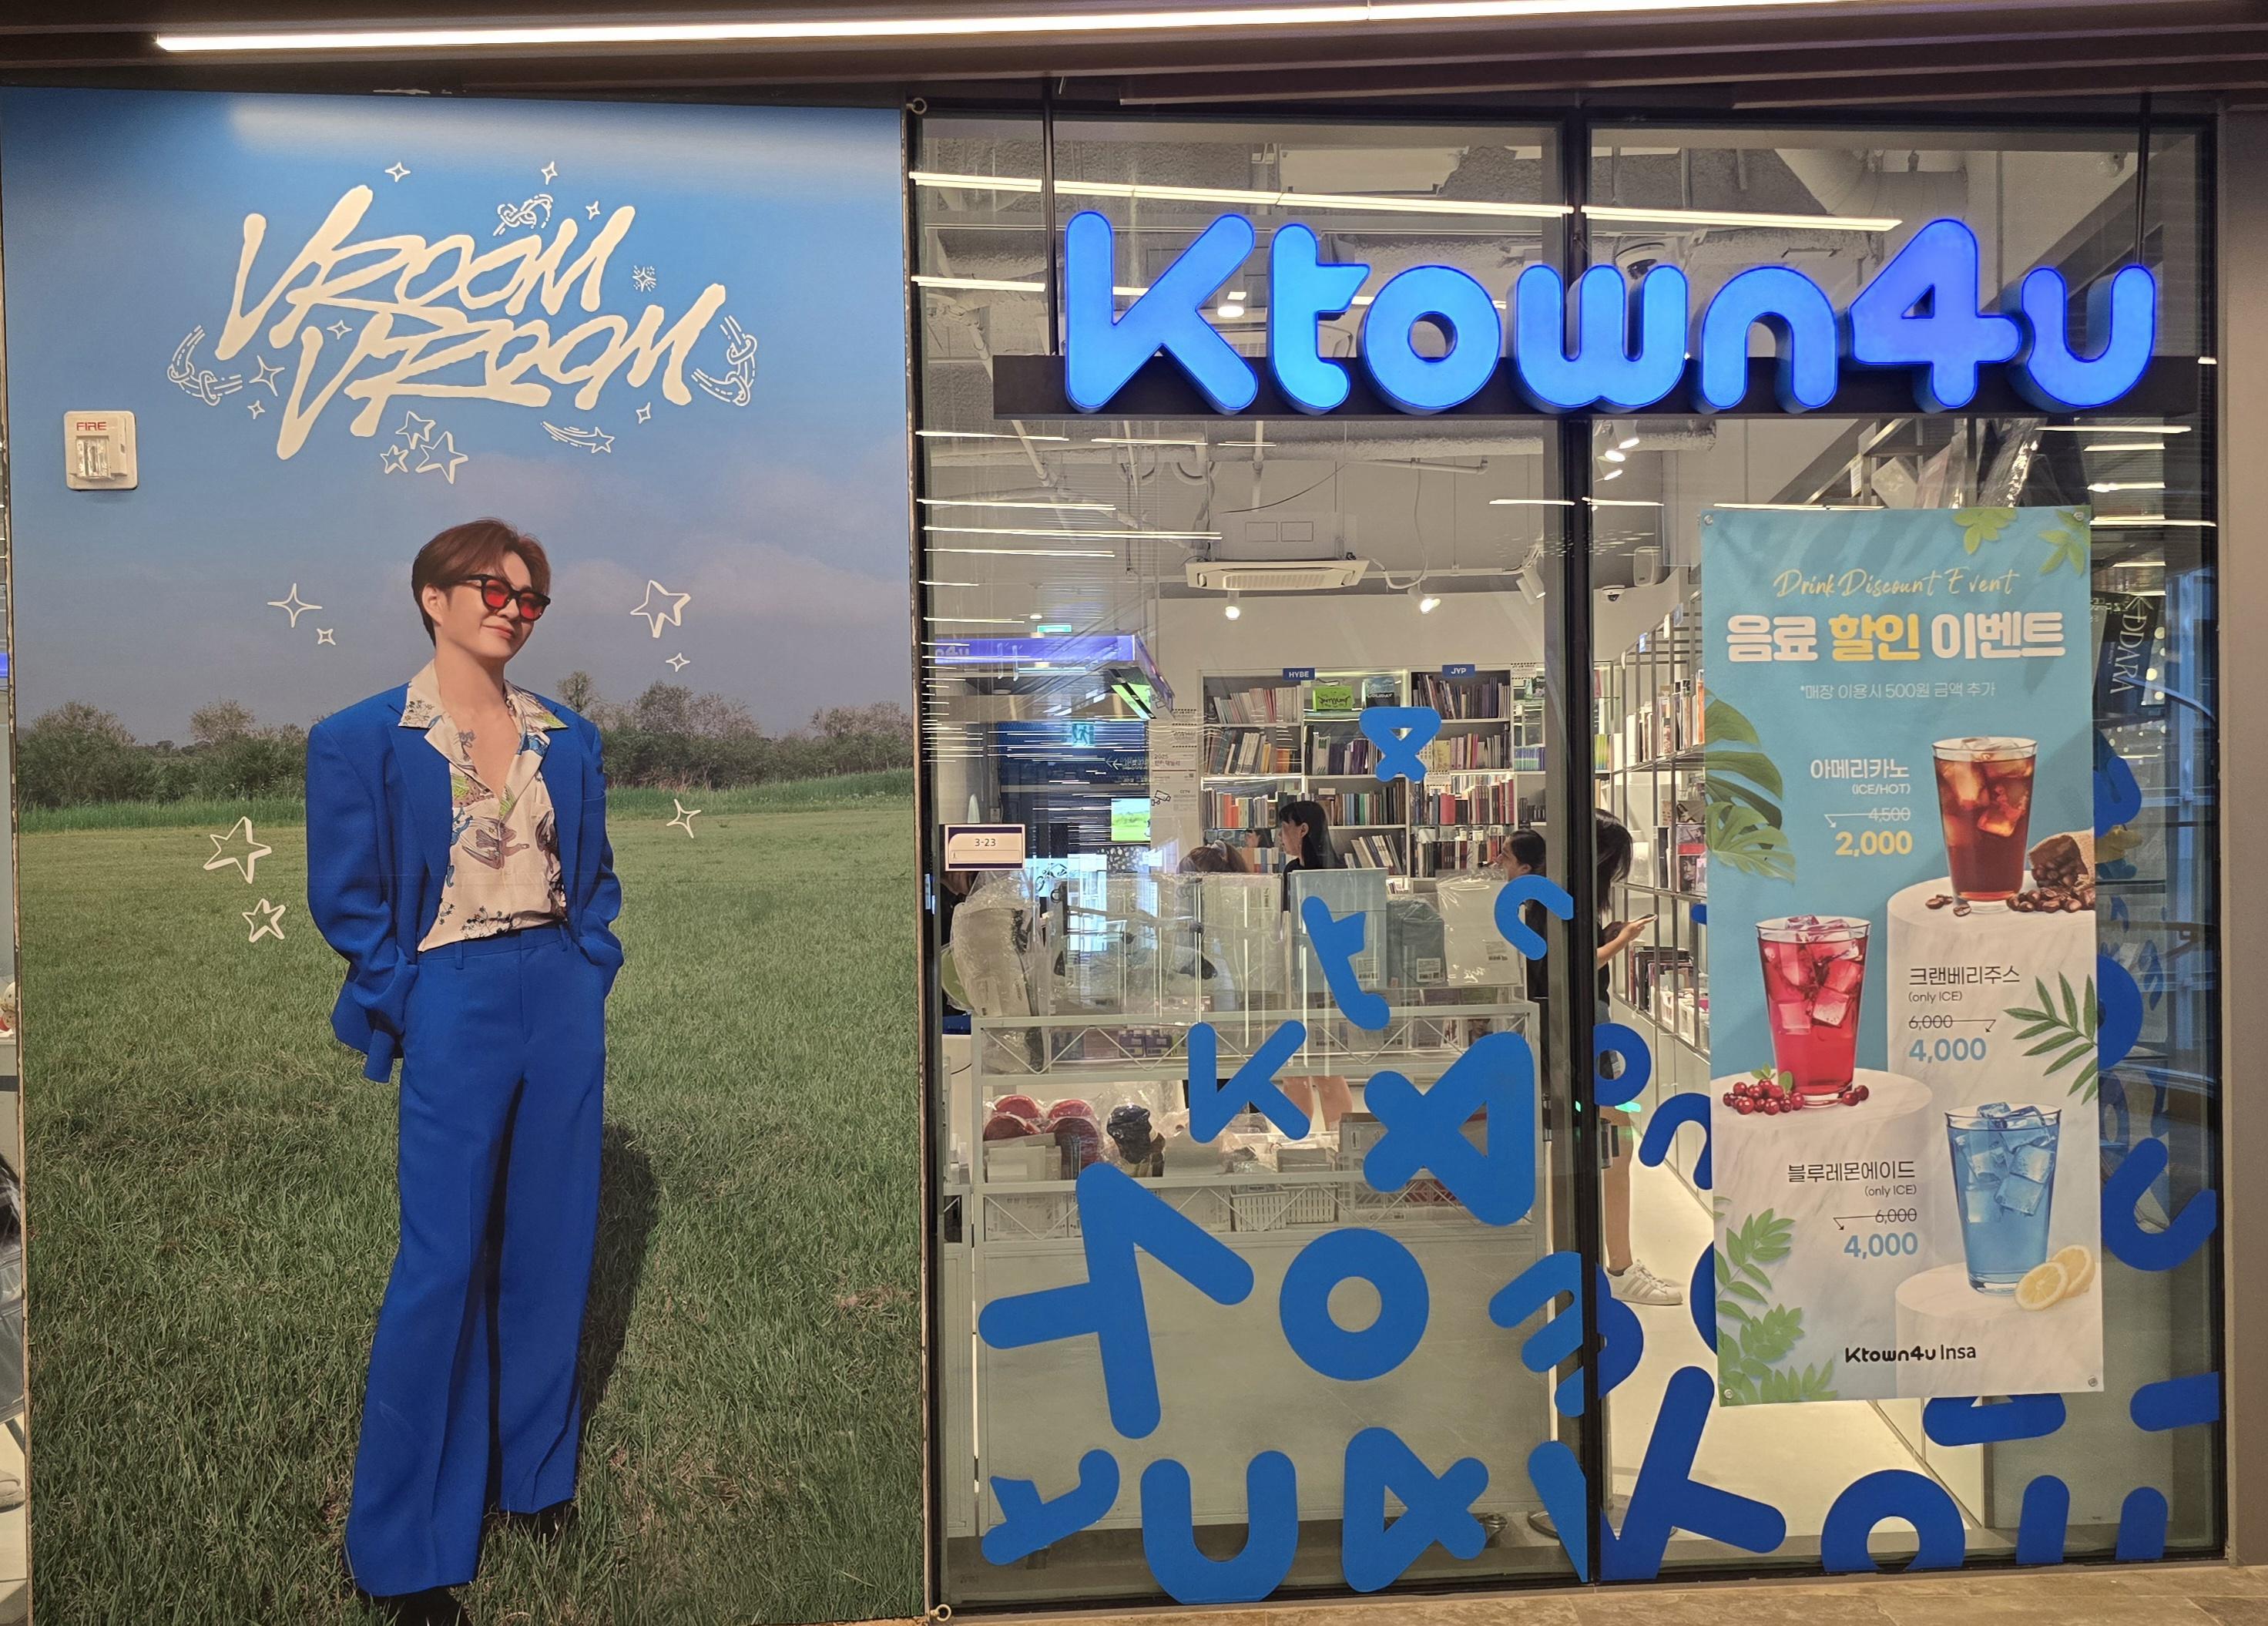 VROOM
VROOM
FIRE
Ktown4u
HYBE
JYP
3-23
Drink Discount Event
음료 할인 이벤트
*매장 이용시 500원 금액 추가
아메리카노
(ICE/HOT)
4,500
2,000
크랜베리주스
(only ICE)
6,000
4,000
블루레몬에이드
(only ICE)
6,000
4,000
Ktown4u Insa